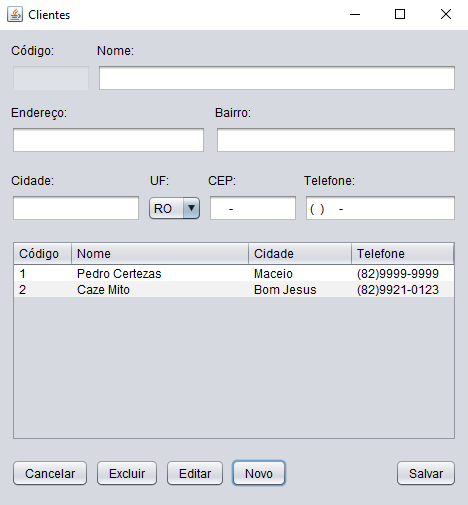 Clientes
Código: Nome:
Endereço: Bairro:
Cidade: UF: CEP: Telefone:
RO - ( ) -
Código Nome Cidade Telefone
1 Pedro Certezas Maceio (82)9999-9999
2 Caze Mito Bom Jesus (82)9921-0123
Cancelar Excluir Editar Novo Salvar